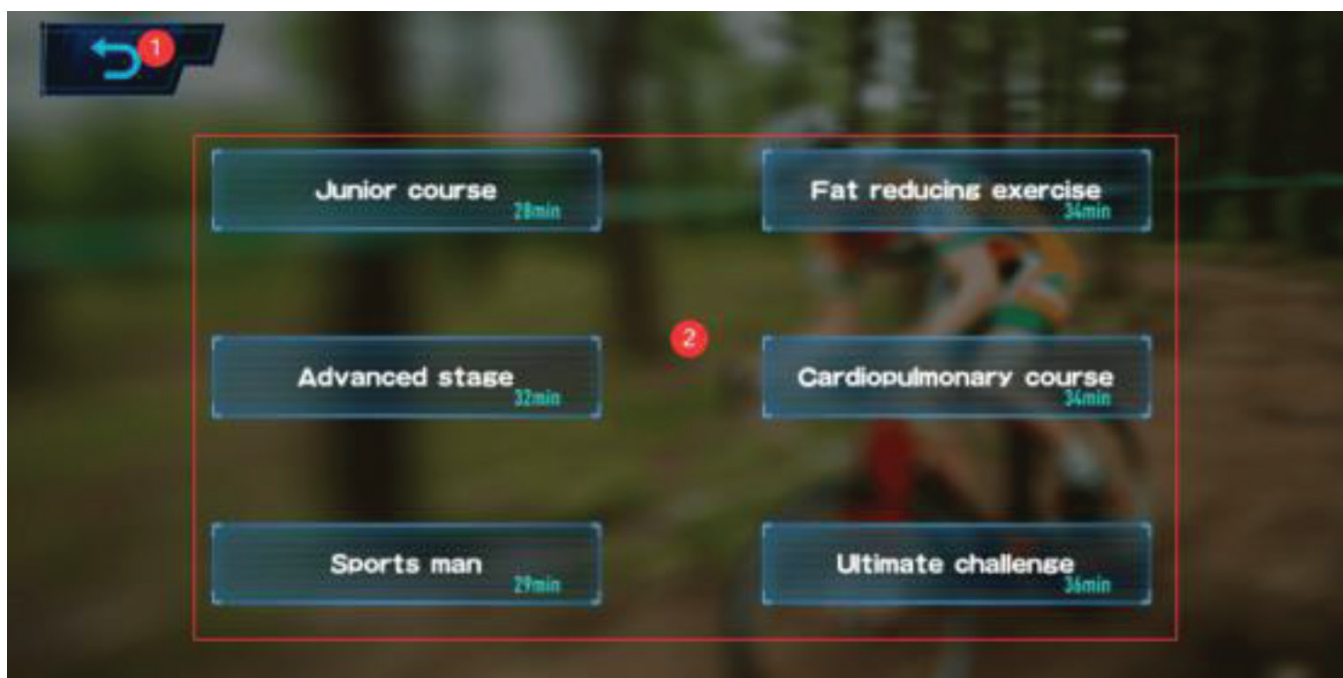 1
Junior course
28min
Fat reducing exercise
34min
2
Advanced stage
32min
Cardiopulmonary course
34min
Sports man
29min
Ultimate challenge
36min